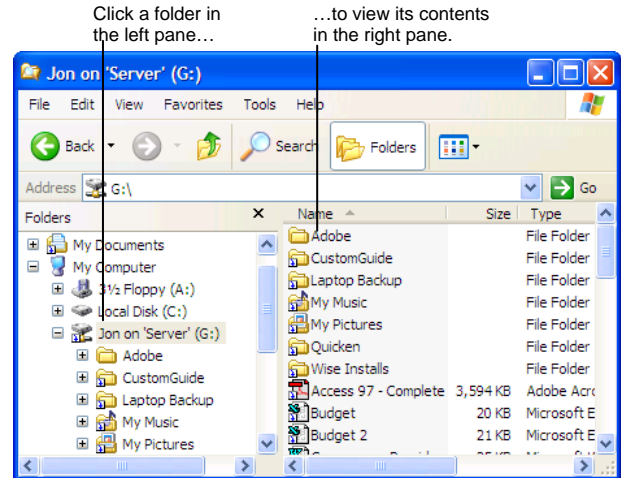 Click a folder in
the left pane…
…to view its contents
in the right pane.
Jon on 'Server' (G:)
File Edit View Favorites Tools Help
Back Search Folders
Address G:\ Go
Folders
My Documents
My Computer
3½ Floppy (A:)
Local Disk (C:)
Jon on 'Server' (G:)
Adobe
CustomGuide
Laptop Backup
My Music
My Pictures
Name Size Type
Adobe File Folder
CustomGuide File Folder
Laptop Backup File Folder
My Music File Folder
My Pictures File Folder
Quicken File Folder
Wise Installs File Folder
Access 97 - Complete 3,594 KB Adobe Acro
Budget 20 KB Microsoft E
Budget 2 21 KB Microsoft E